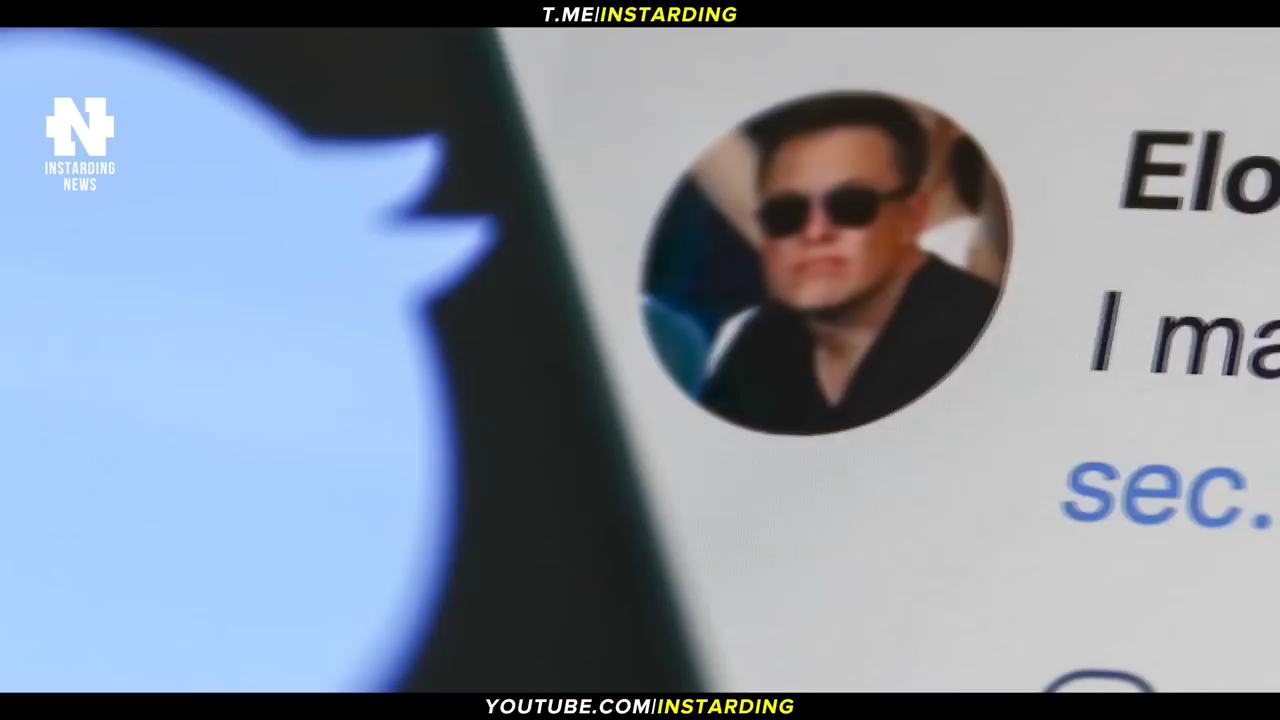 T.ME|INSTARDING
N
INSTARDING
NEWS
Elo
I ma
sec.
YOUTUBE.COM|INSTARDING